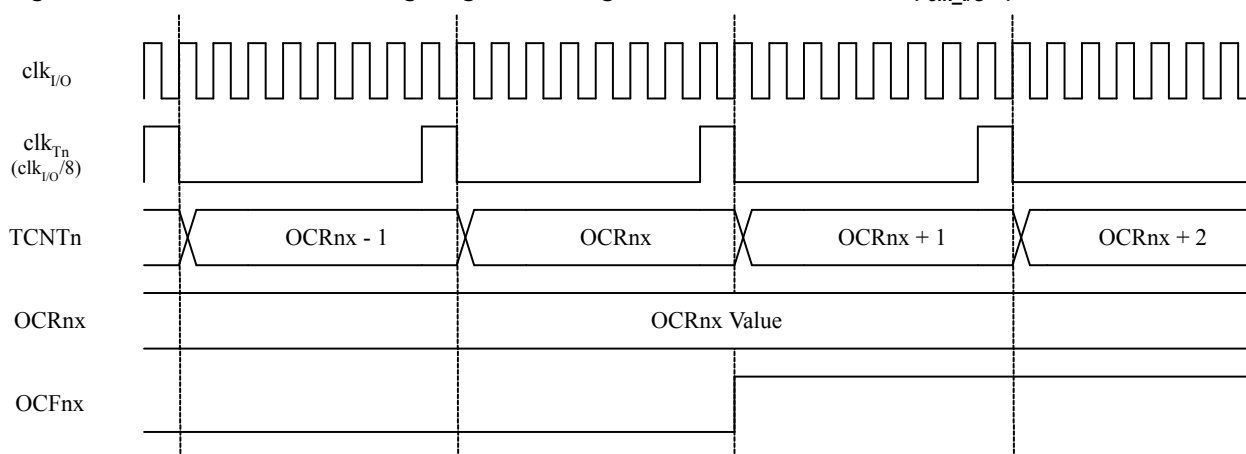 clk_I/O
clk_Tn
(clk_I/O/8)
TCNTn
OCRnx - 1
OCRnx
OCRnx + 1
OCRnx + 2
OCRnx
OCRnx Value
OCFnx